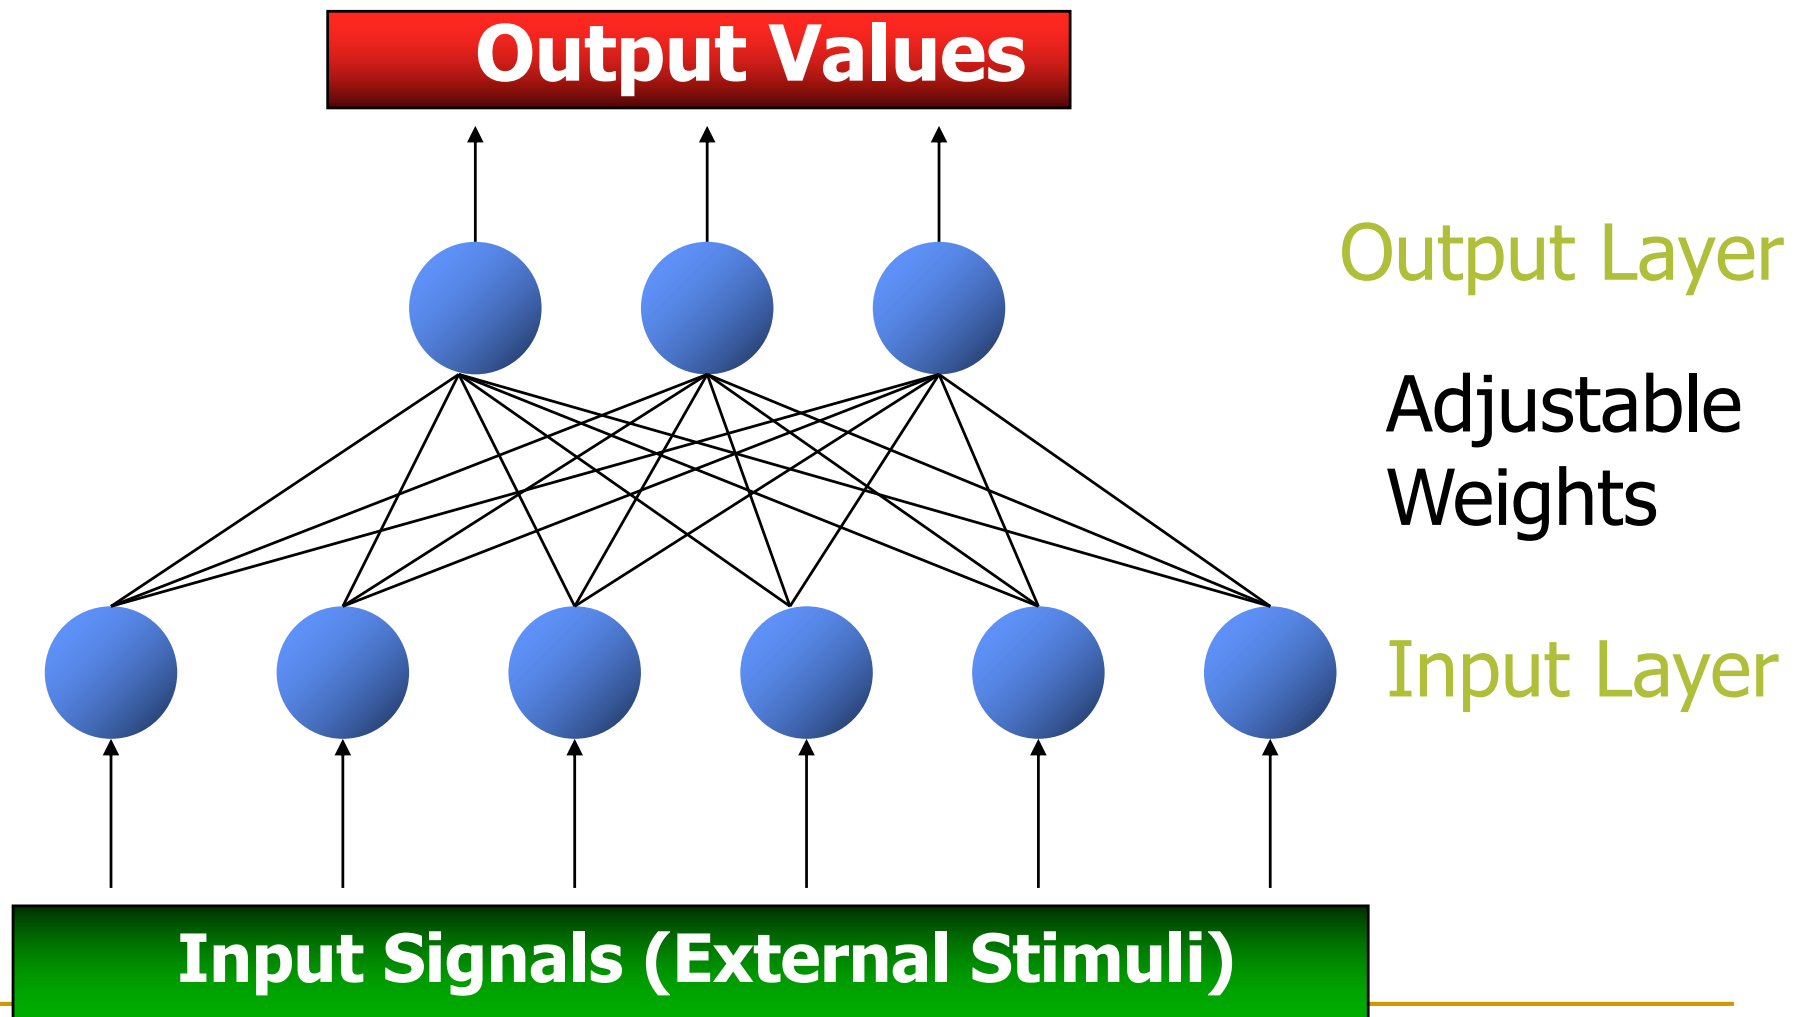 Output Values
Output Layer
Adjustable
Weights
Input Layer
Input Signals (External Stimuli)